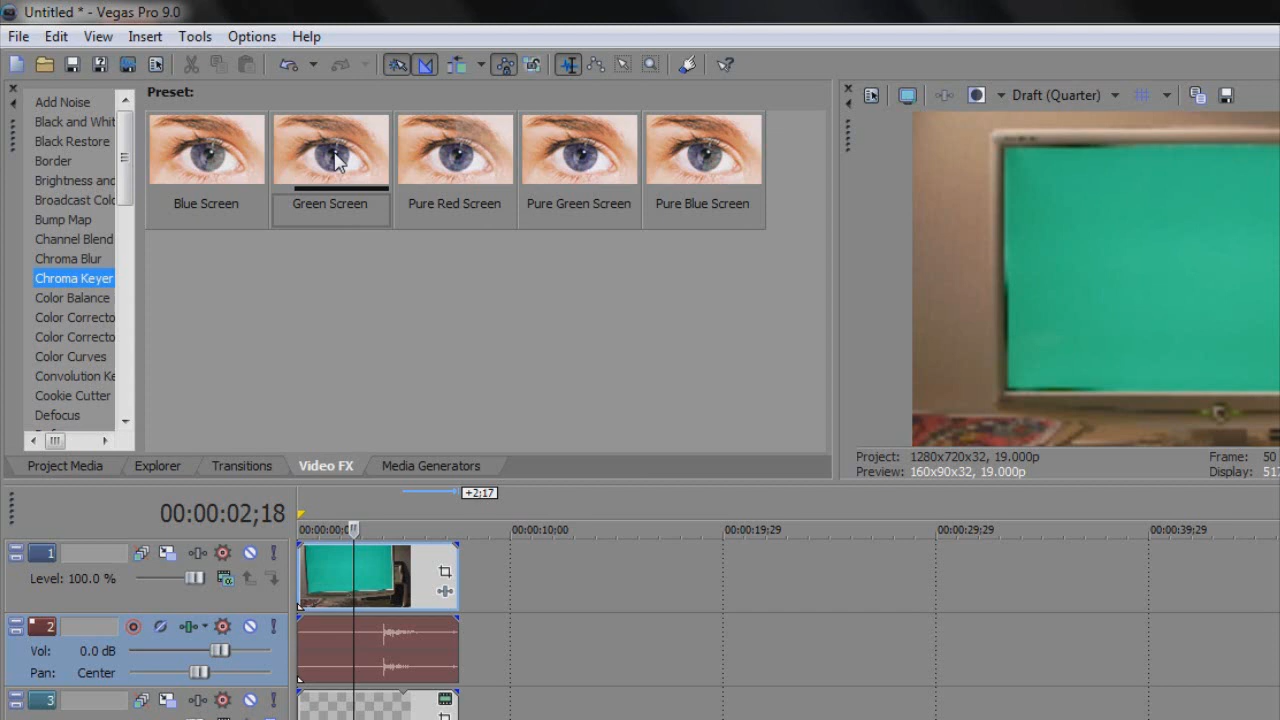 Untitled * - Vegas Pro 9.0
File Edit View Insert Tools Options Help
Preset:
Draft (Quarter)
Add Noise
Black and Whit
Black Restore
Border
Brightness and
Broadcast Colo
Bump Map
Channel Blend
Chroma Blur
Chroma Keyer
Color Balance
Color Correcto
Color Correcto
Color Curves
Convolution Ke
Cookie Cutter
Defocus
Blue Screen Green Screen Pure Red Screen Pure Green Screen Pure Blue Screen
Project Media Explorer Transitions Video FX Media Generators
Project: 1280x720x32, 19.000p Frame: 50
Preview: 160x90x32, 19.000p Display: 517
+2;17
00:00:02;18
00:00:00;0 00:00:10;00 00:00:19;29 00:00:29;29 00:00:39;29
1
Level: 100.0 %
2
Vol: 0.0 dB
Pan: Center
3